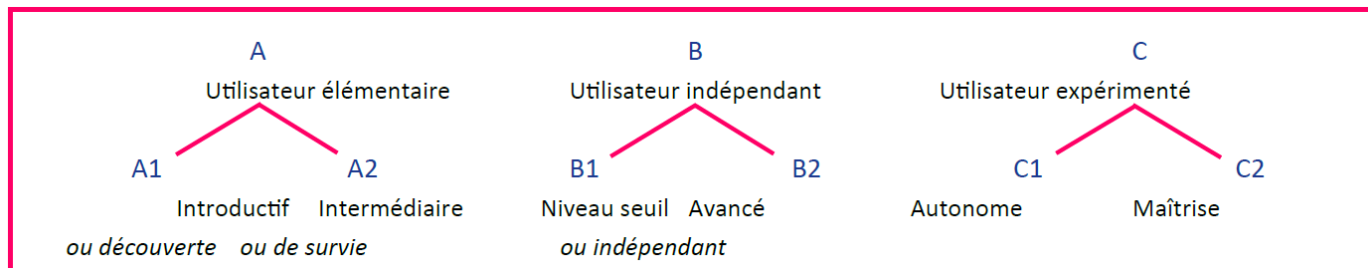 A B C
Utilisateur élémentaire Utilisateur indépendant Utilisateur expérimenté
A1 A2 B1 B2 C1 C2
Introductif Intermédiaire Niveau seuil Avancé Autonome Maîtrise
ou découverte ou de survie ou indépendant